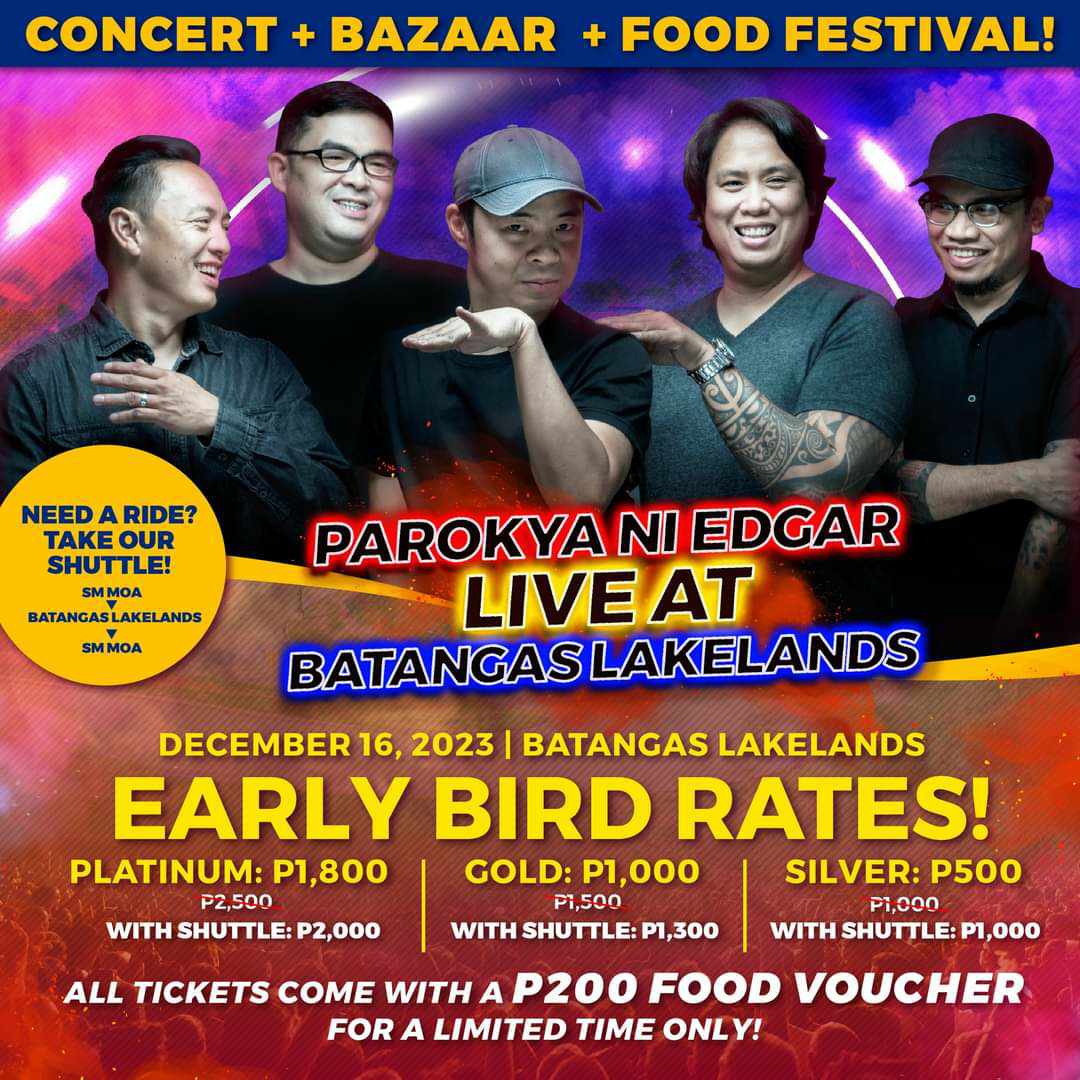 CONCERT + BAZAAR + FOOD FESTIVAL!
NEED A RIDE?
TAKE OUR
SHUTTLE!
SM MOA
BATANGAS LAKELANDS
SM MOA
PAROKYA NI EDGAR
LIVE AT
BATANGAS LAKELANDS
DECEMBER 16, 2023 | BATANGAS LAKELANDS
EARLY BIRD RATES!
PLATINUM: P1,800
P2,500
WITH SHUTTLE: P2,000
GOLD: P1,000
P1,500
WITH SHUTTLE: P1,300
SILVER: P500
P1,000
WITH SHUTTLE: P1,000
ALL TICKETS COME WITH A P200 FOOD VOUCHER
FOR A LIMITED TIME ONLY!